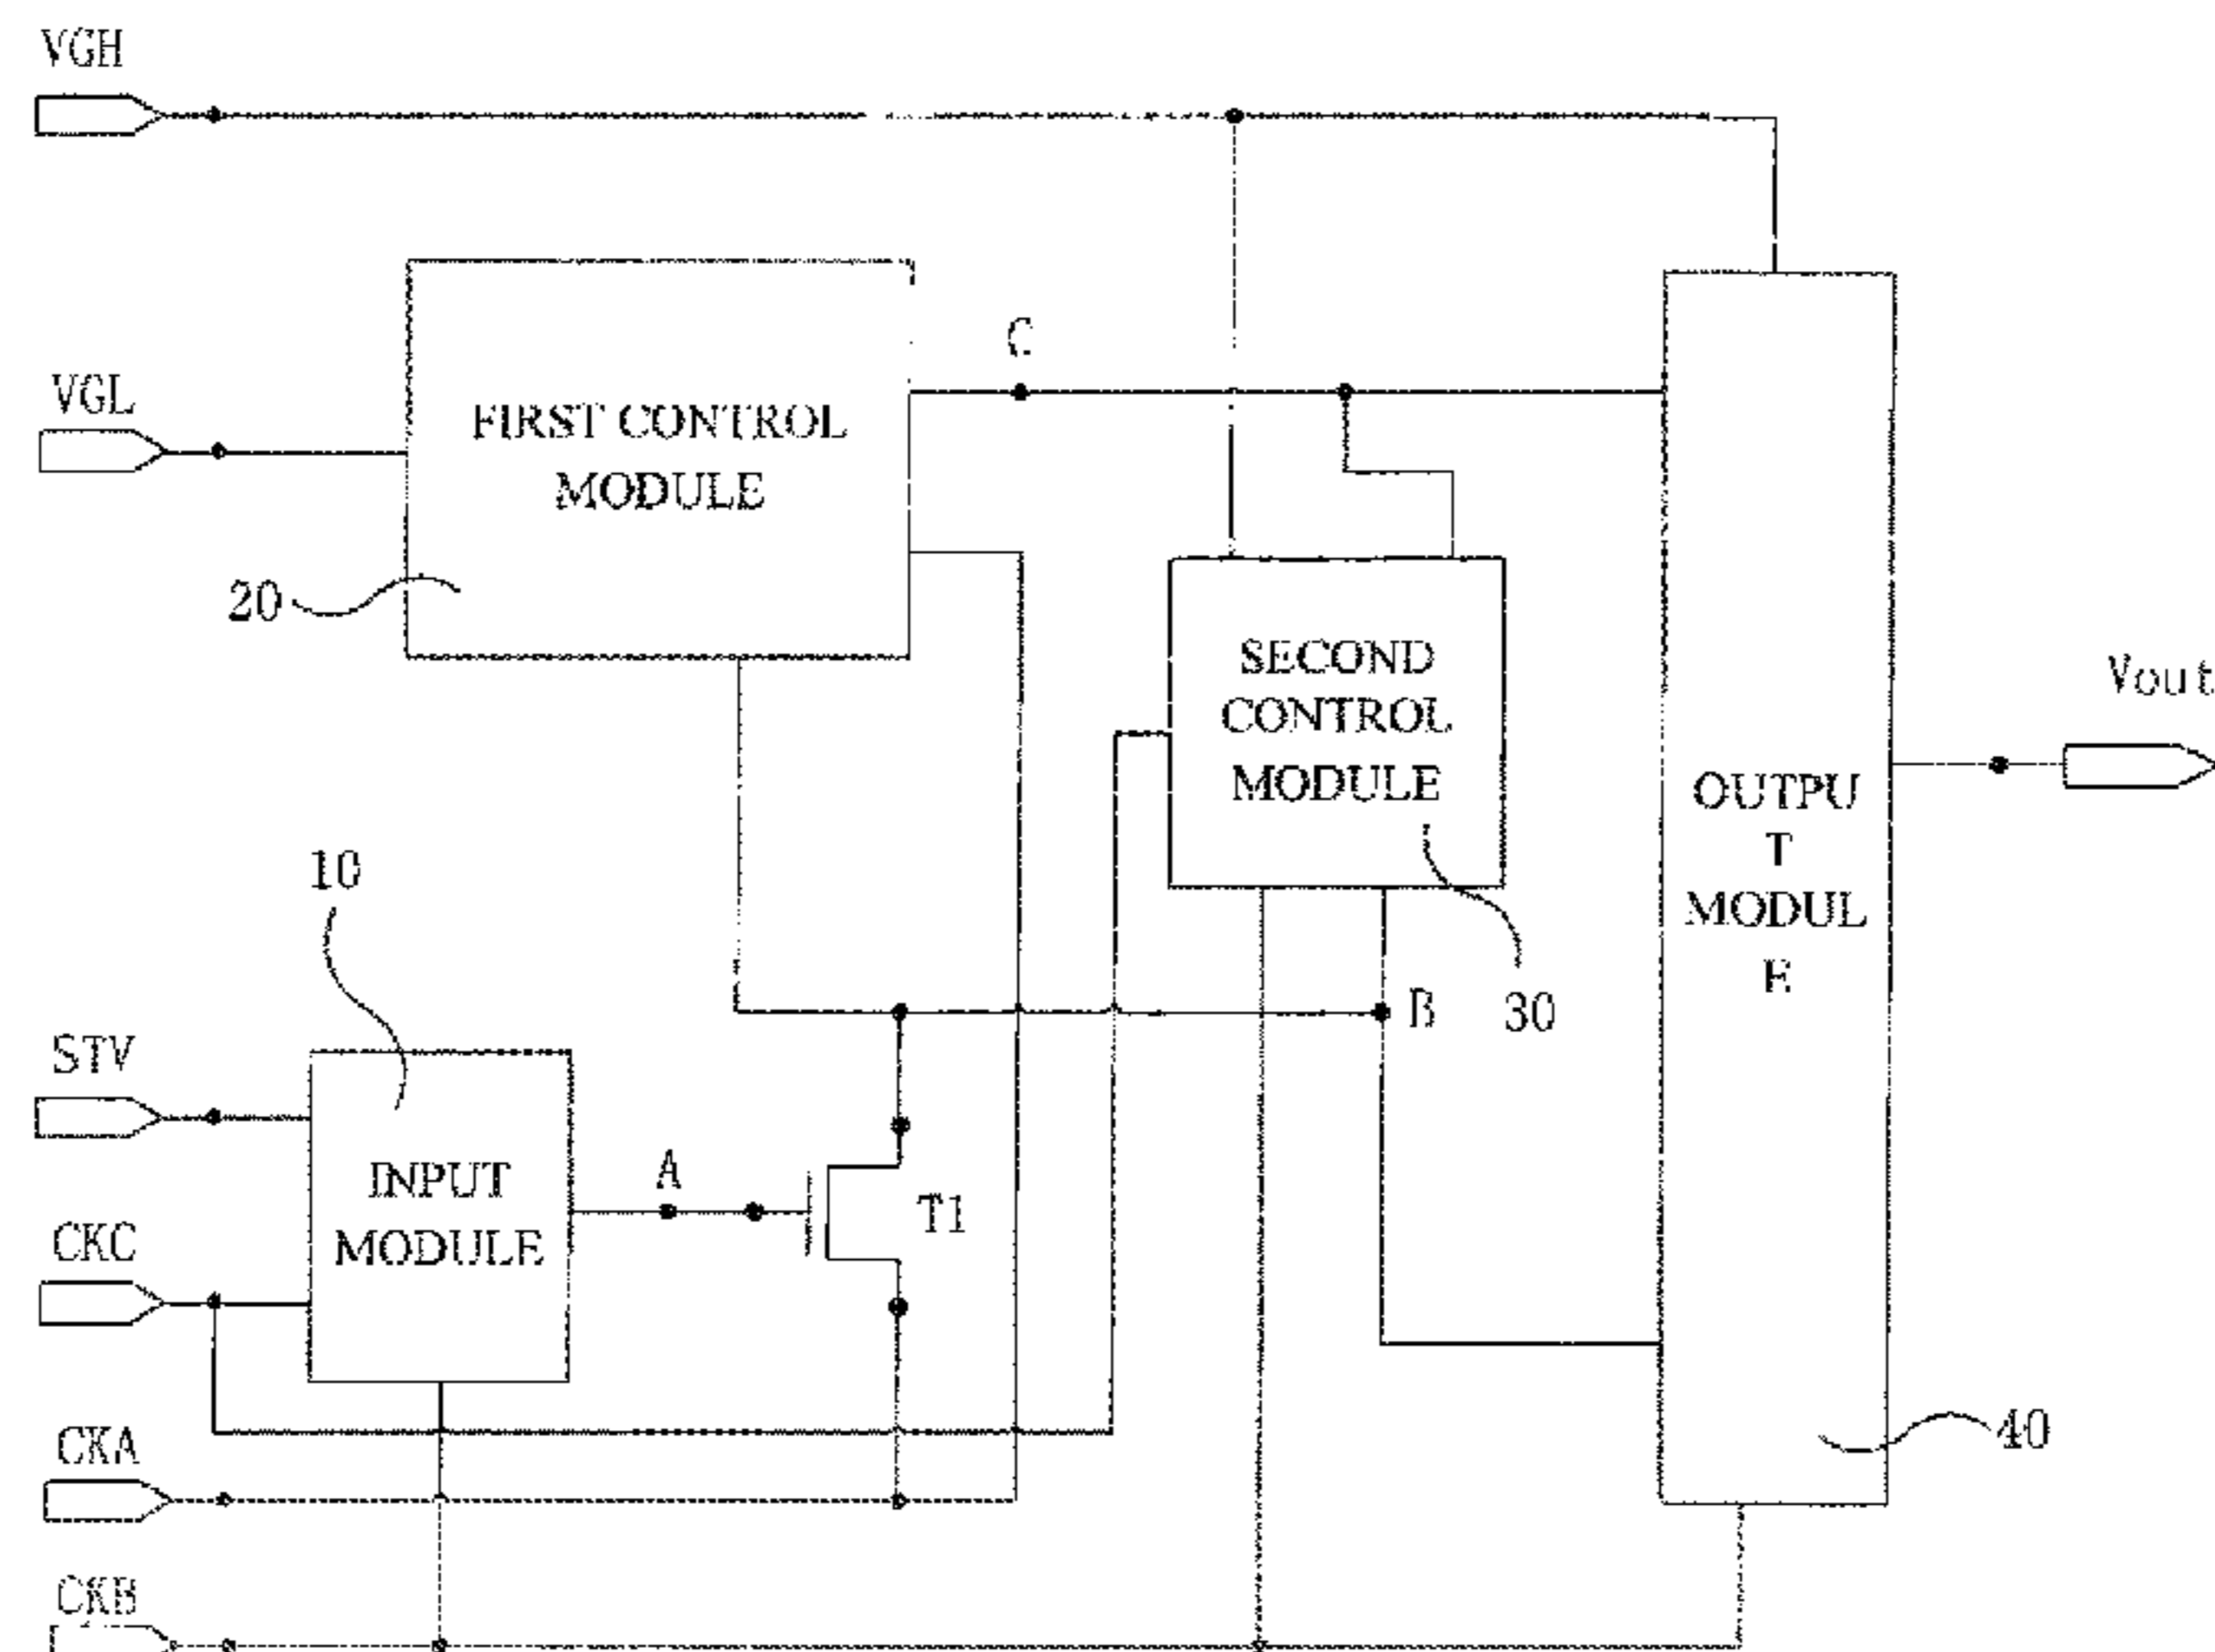 VGH
C
VGL
FIRST CONTROL
MODULE
20
SECOND
CONTROL
MODULE
Vout
OUTPU
T
MODUL
E
10
B
30
STV
A
INPUT
MODULE
T1
CKC
CKA
40
CKB